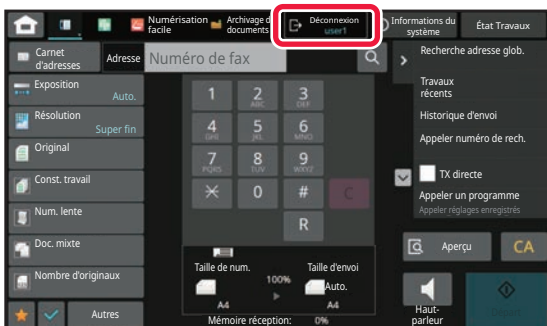 Numérisation facile
Archivage d
documents
Déconnexion
user1
Informations du
système
État Travaux
Carnet
d'adresses
Adresse
Numéro de fax
Recherche adresse glob.
Exposition
Auto.
Travaux
récents
Résolution
Super fin
Historique d'envoi
Original
Appeler numéro de rech.
Const. travail
TX directe
Num. lente
Appeler un programme
Appeler réglages enregistrés
1
2
ABC
3
DEF
4
GHI
5
JKL
6
MNO
7
PQRS
8
TUV
9
WXYZ
0
#
C
R
Doc. mixte
Aperçu
CA
Nombre d'originaux
Taille de num.
100%
Taille d'envoi
Auto.
A4
A4
Autres
Mémoire réception: 0%
Haut-
parleur